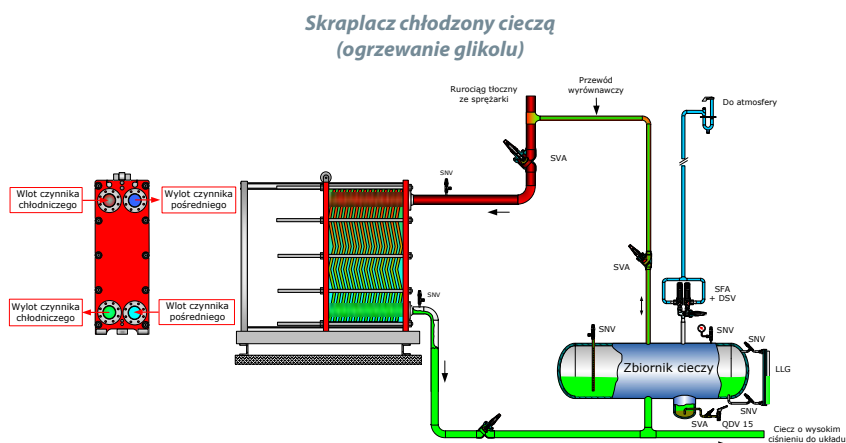 Skraplacz chłodzony cieczą
(ogrzewanie glikolu)
Rurociąg tłoczny
ze sprężarki
Przewód
wyrównawczy
Do atmosfery
SVA
SNV
Wlot czynnika
chłodniczego
Wylot czynnika
pośredniego
SVA
SFA
+ DSV
SNV
Wylot czynnika
chłodniczego
Wlot czynnika
pośredniego
SNV
SNV
SNV
Zbiornik cieczy
LLG
SNV
SVA
QDV 15
Ciecz o wysokim
ciśnieniu do układu